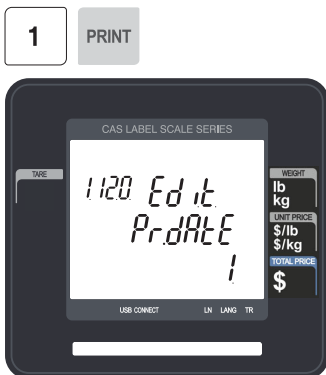 1 PRINT
CAS LABEL SCALE SERIES
TARE
1120 Edit
PrdAtE
1
WEIGHT
lb
kg
UNIT PRICE
$/lb
$/kg
TOTAL PRICE
$
USB CONNECT LN LANG TR